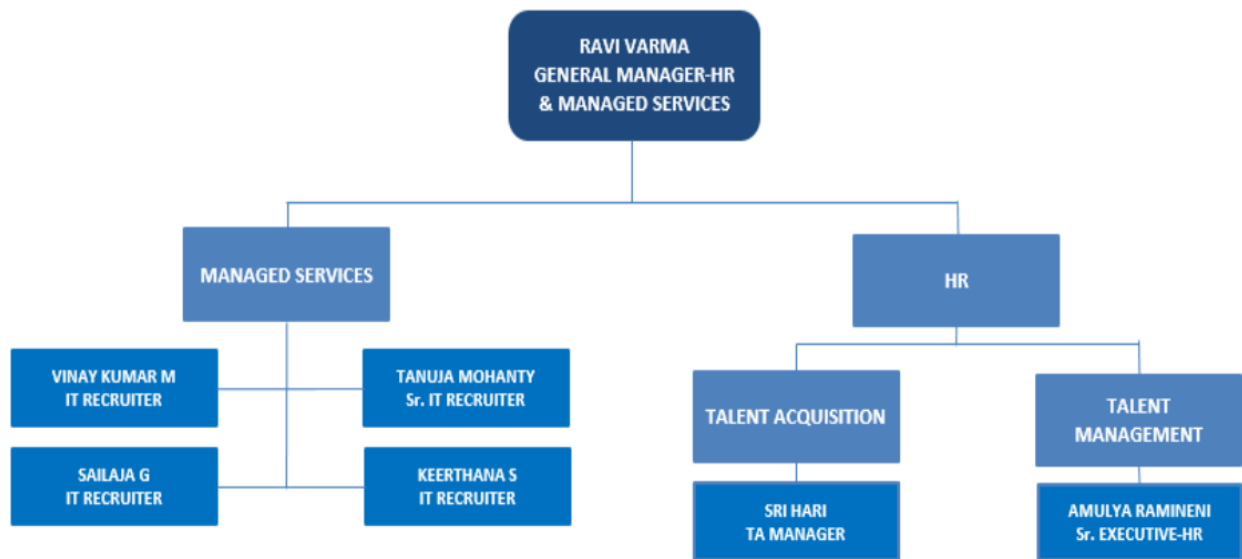 RAVI VARMA
GENERAL MANAGER-HR
& MANAGED SERVICES
MANAGED SERVICES
HR
VINAY KUMAR M
IT RECRUITER
TANUJA MOHANTY
Sr. IT RECRUITER
SAILAJA G
IT RECRUITER
KEERTHANA S
IT RECRUITER
TALENT ACQUISITION
TALENT
MANAGEMENT
SRI HARI
TA MANAGER
AMULYA RAMINENI
Sr. EXECUTIVE-HR